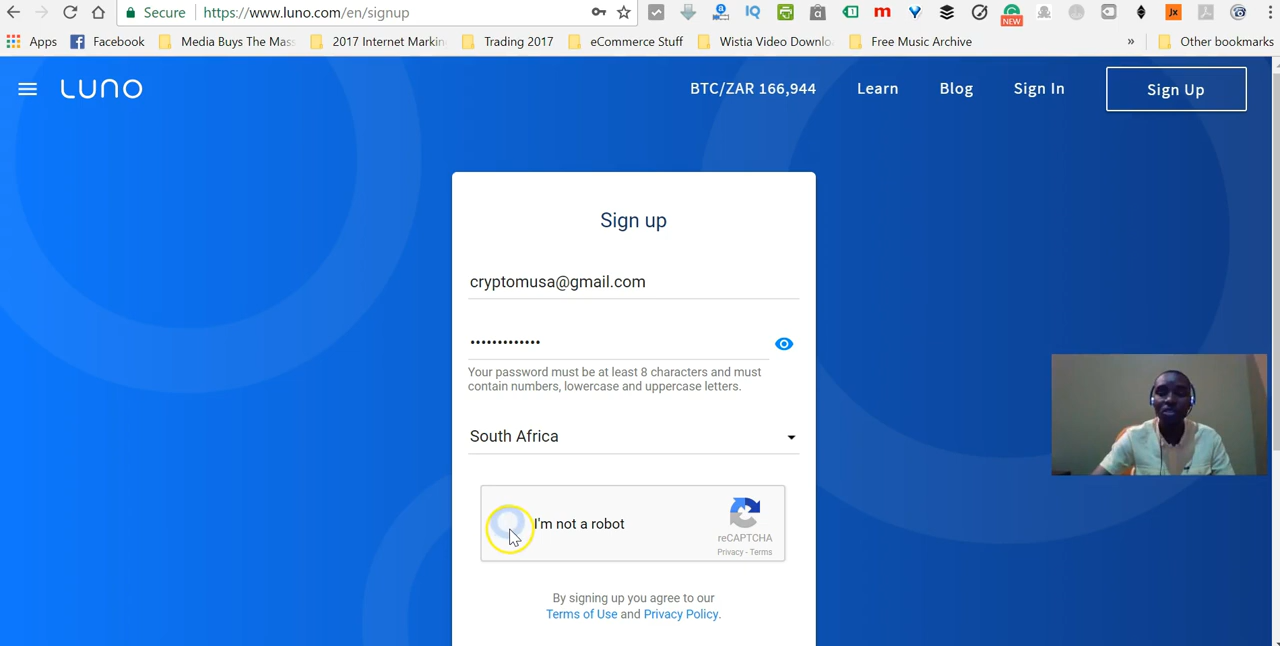 Secure https://www.luno.com/en/signup
NEW
Apps Facebook Media Buys The Mass 2017 Internet Markin Trading 2017 eCommerce Stuff Wistia Video Downlo Free Music Archive » Other bookmarks
LUNO BTC/ZAR 166,944 Learn Blog Sign In Sign Up
Sign up
cryptomusa@gmail.com
•••••••••••••
Your password must be at least 8 characters and must
contain numbers, lowercase and uppercase letters.
South Africa
I'm not a robot
reCAPTCHA
Privacy - Terms
By signing up you agree to our
Terms of Use and Privacy Policy.